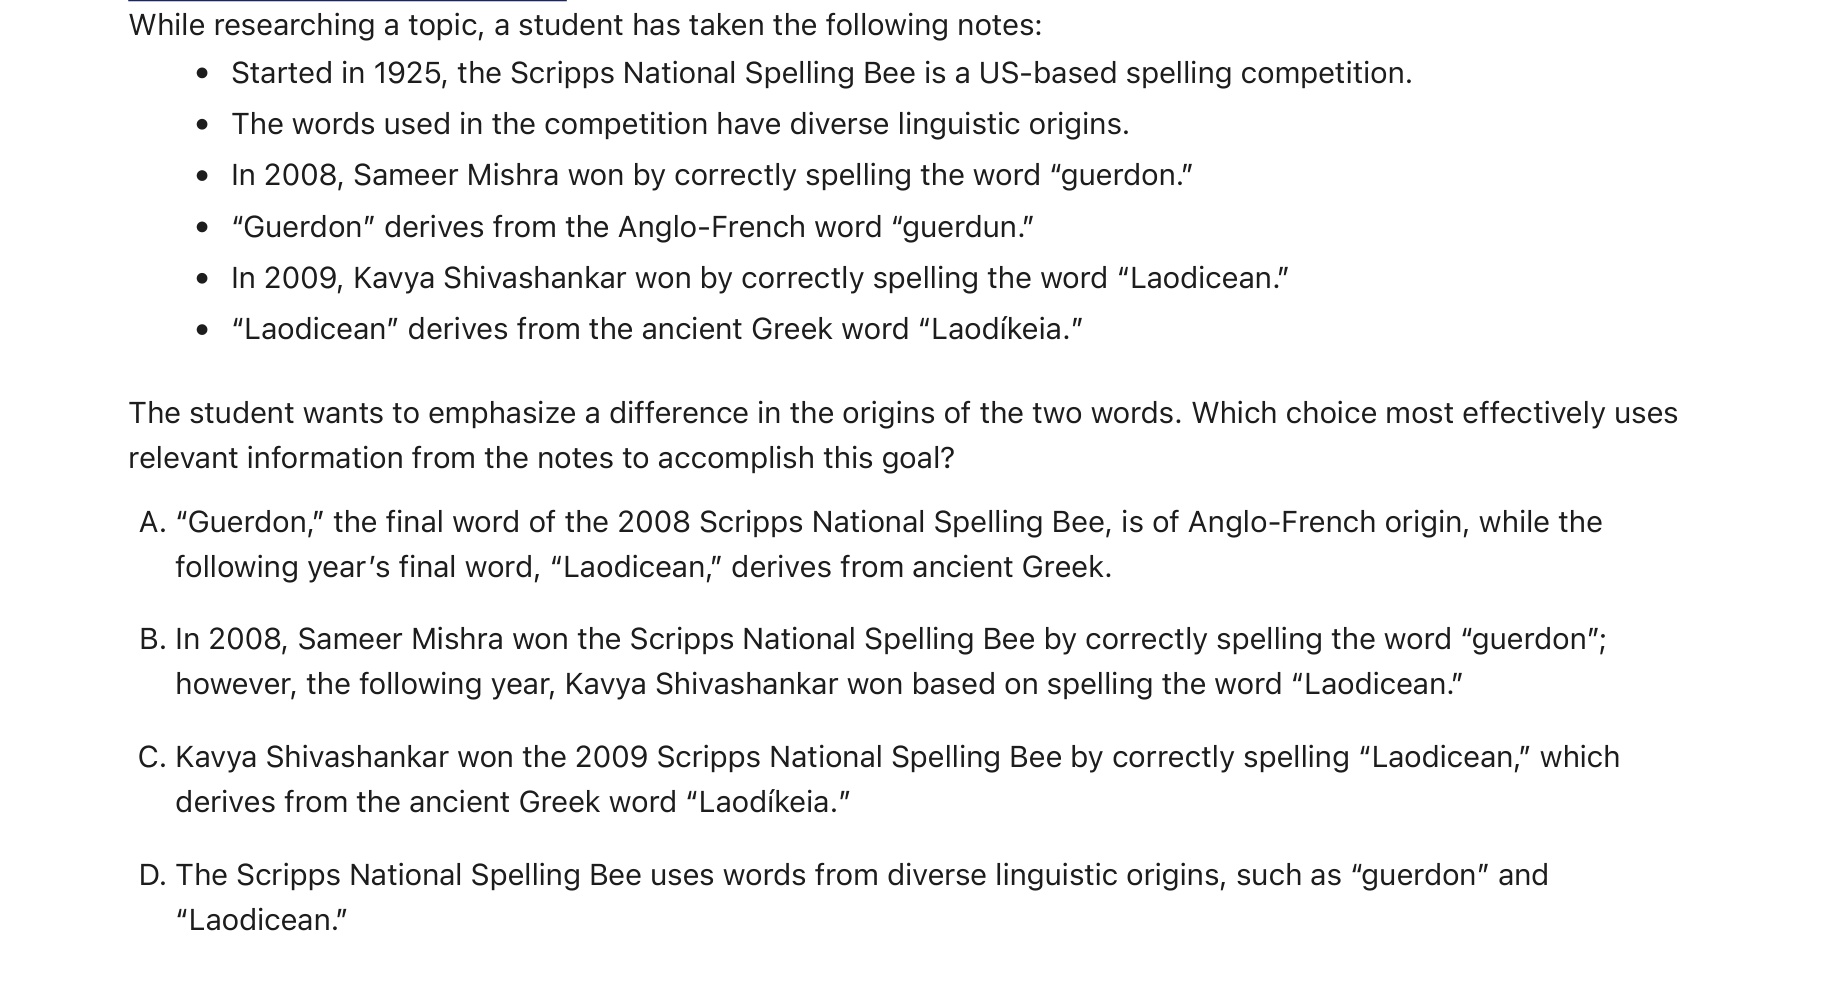 While researching a topic, a student has taken the following notes:
• Started in 1925, the Scripps National Spelling Bee is a US-based spelling competition.
• The words used in the competition have diverse linguistic origins.
• In 2008, Sameer Mishra won by correctly spelling the word “guerdon.”
• “Guerdon” derives from the Anglo-French word “guerdun.”
• In 2009, Kavya Shivashankar won by correctly spelling the word “Laodicean.”
• “Laodicean” derives from the ancient Greek word “Laodíkeia.”
The student wants to emphasize a difference in the origins of the two words. Which choice most effectively uses
relevant information from the notes to accomplish this goal?
A. “Guerdon,” the final word of the 2008 Scripps National Spelling Bee, is of Anglo-French origin, while the
following year’s final word, “Laodicean,” derives from ancient Greek.
B. In 2008, Sameer Mishra won the Scripps National Spelling Bee by correctly spelling the word “guerdon”;
however, the following year, Kavya Shivashankar won based on spelling the word “Laodicean.”
C. Kavya Shivashankar won the 2009 Scripps National Spelling Bee by correctly spelling “Laodicean,” which
derives from the ancient Greek word “Laodíkeia.”
D. The Scripps National Spelling Bee uses words from diverse linguistic origins, such as “guerdon” and
“Laodicean.”